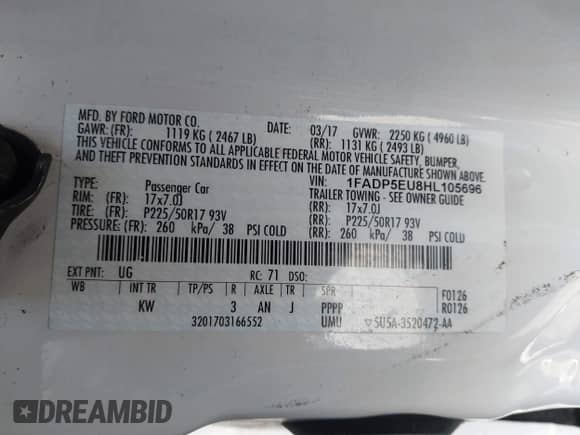 MFD. BY FORD MOTOR CO. DATE: 03/17 GVWR: 2250 KG ( 4960 LB)
GAWR: (FR): 1119 KG ( 2467 LB) (RR): 1131 KG ( 2493 LB)
THIS VEHICLE CONFORMS TO ALL APPLICABLE FEDERAL MOTOR VEHICLE SAFETY, BUMPER,
AND THEFT PREVENTION STANDARDS IN EFFECT ON THE DATE OF MANUFACTURE SHOWN ABOVE.
VIN: 1FADP5EU8HL105696
TYPE: Passenger Car TRAILER TOWING - SEE OWNER GUIDE
RIM: (FR): 17x7.0J (RR): 17x7.0J
TIRE: (FR): P225/50R17 93V (RR): P225/50R17 93V
PRESSURE: (FR): 260 kPa/ 38 PSI COLD (RR): 260 kPa/ 38 PSI COLD
EXT PNT: UG RC: 71 DSO:
WB INT TR TP/PS R AXLE TR SPR F0126
KW 3 AN J PPPP R0126
3201703166552 UMU ▽5U5A-3520472-AA
DREAMBID